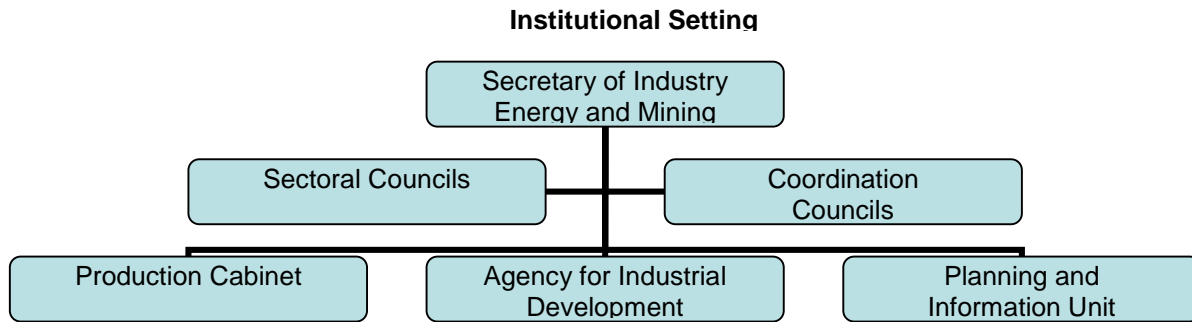 Institutional Setting
Secretary of Industry
Energy and Mining
Sectoral Councils
Coordination
Councils
Production Cabinet
Agency for Industrial
Development
Planning and
Information Unit